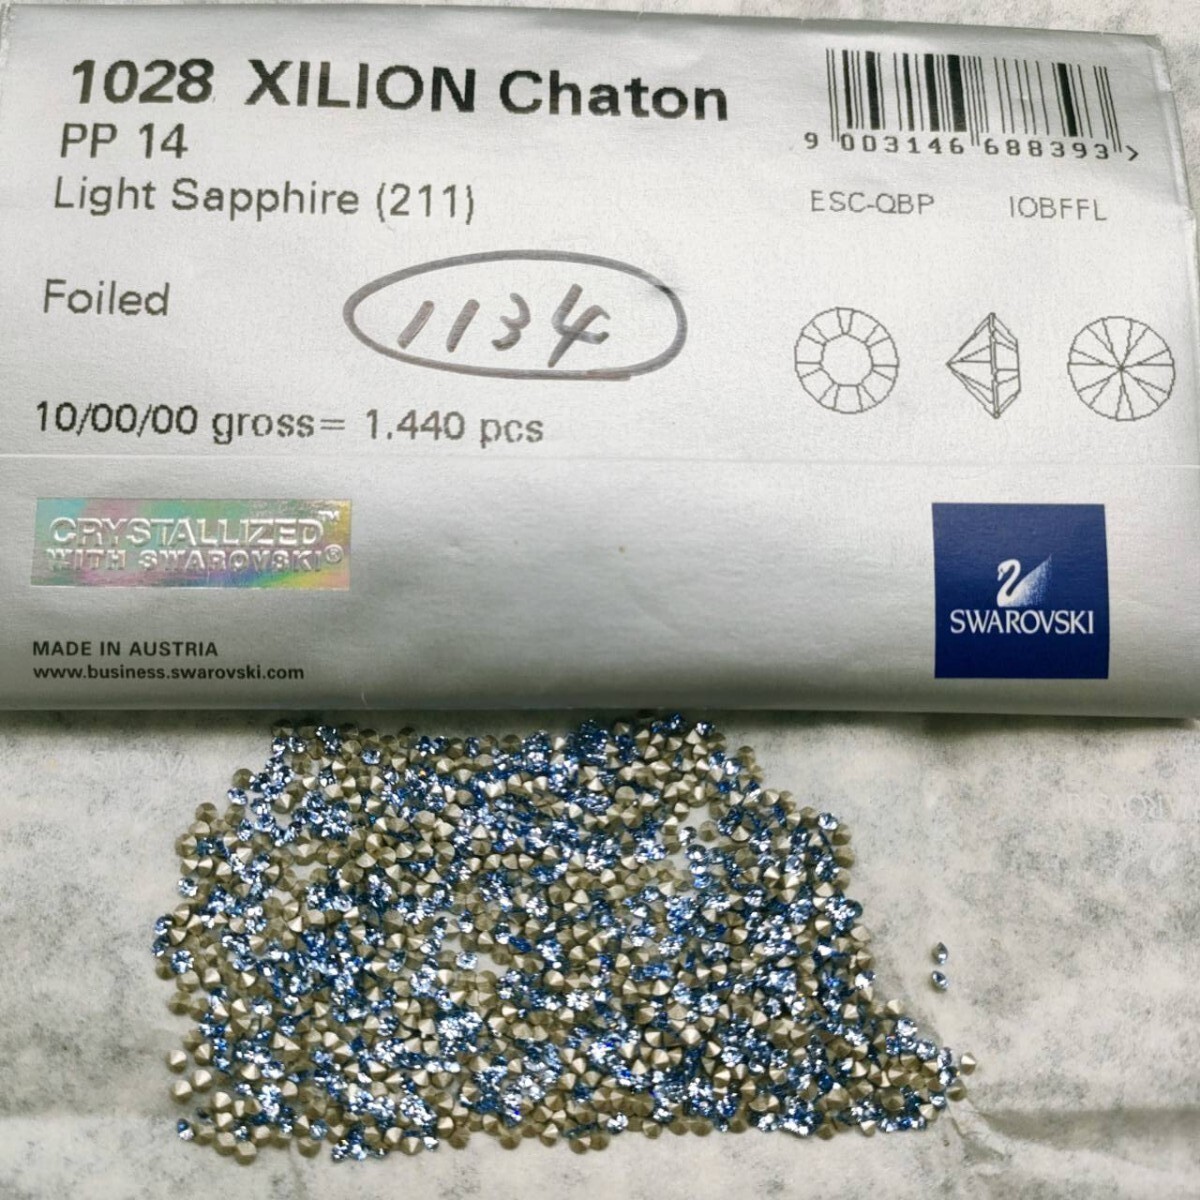 1028 XILION Chaton
PP 14
Light Sapphire (211)
9 003146 688393 >
ESC-QBP IOBFFL
Foiled
1134
10/00/00 gross= 1.440 pcs
CRYSTALLIZED™
WITH SWAROVSKI®
SWAROVSKI
MADE IN AUSTRIA
www.business.swarovski.com